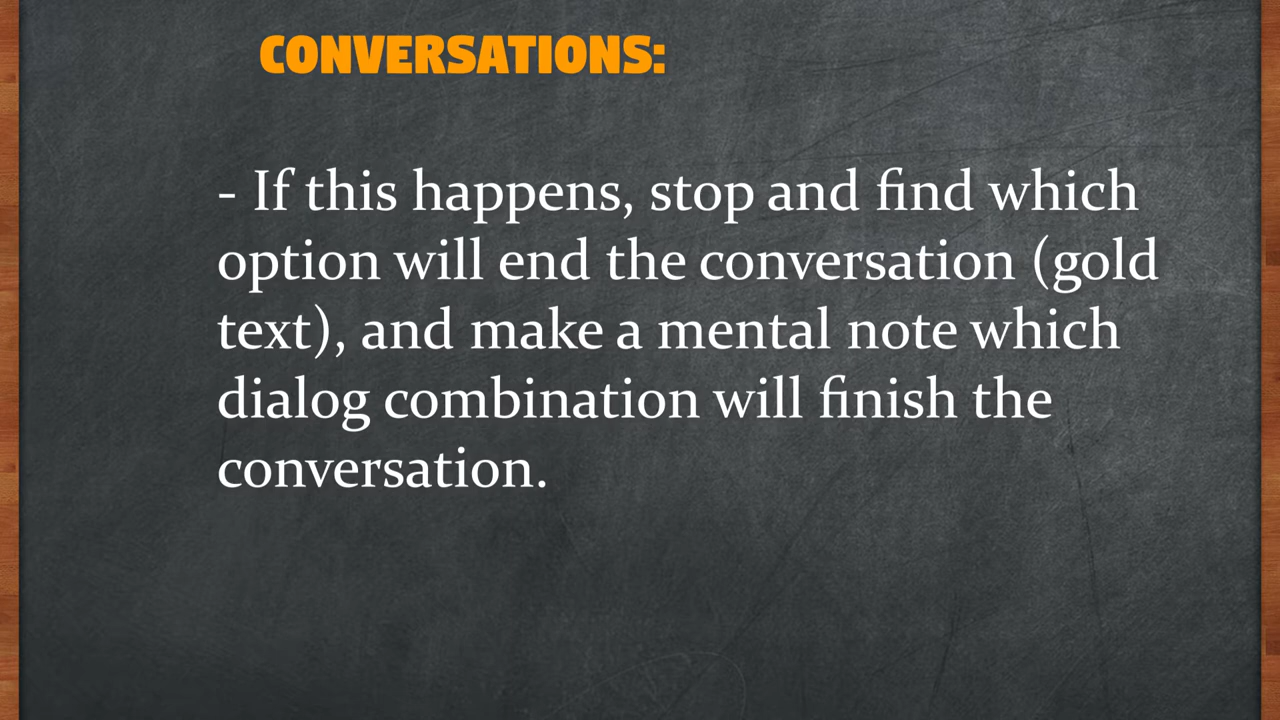 CONVERSATIONS:
- If this happens, stop and find which
option will end the conversation (gold
text), and make a mental note which
dialog combination will finish the
conversation.